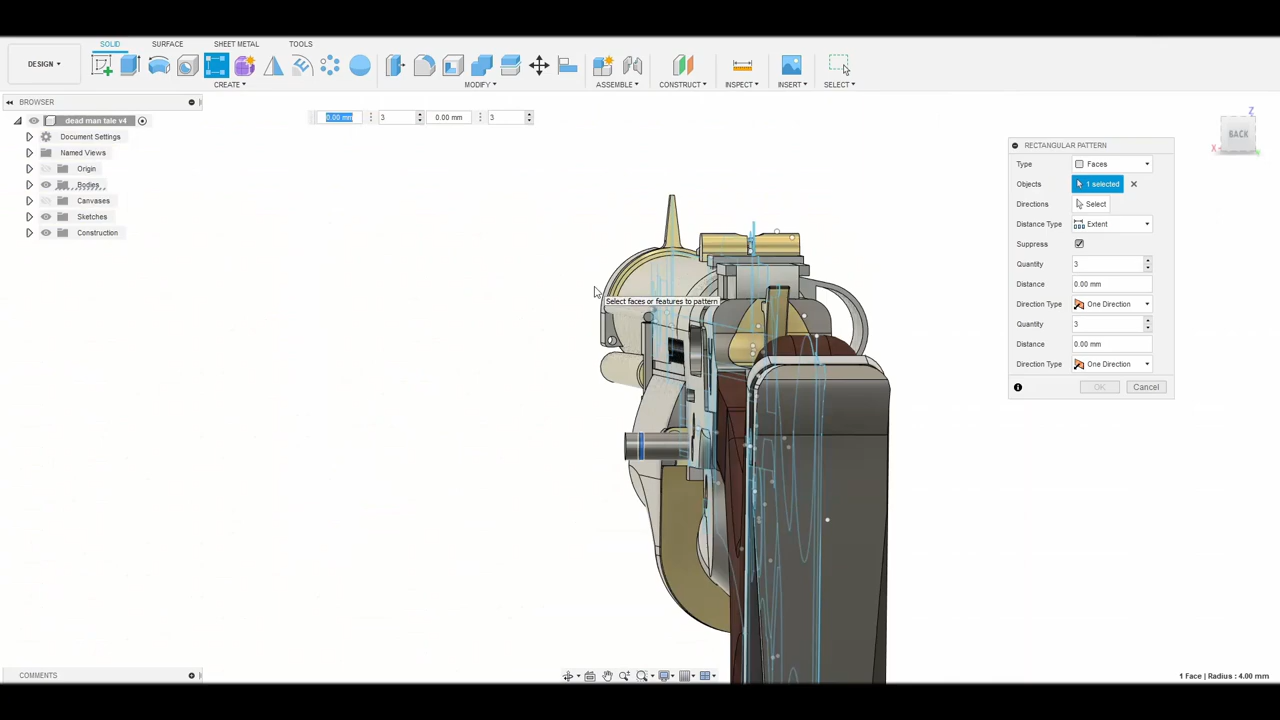 SOLID
SURFACE
SHEET METAL
TOOLS
DESIGN
CREATE
MODIFY
ASSEMBLE
CONSTRUCT
INSPECT
INSERT
SELECT
BROWSER
dead man tale v4
Document Settings
Named Views
Origin
Bodies
Canvases
Sketches
Construction
0.00 mm
3
0.00 mm
3
BACK
Z
X
Y
RECTANGULAR PATTERN
Type Faces
Objects 1 selected
Directions Select
Distance Type Extent
Suppress
Quantity 3
Distance 0.00 mm
Direction Type One Direction
Quantity 3
Distance 0.00 mm
Direction Type One Direction
OK Cancel
Select faces or features to pattern
COMMENTS
1 Face | Radius : 4.00 mm